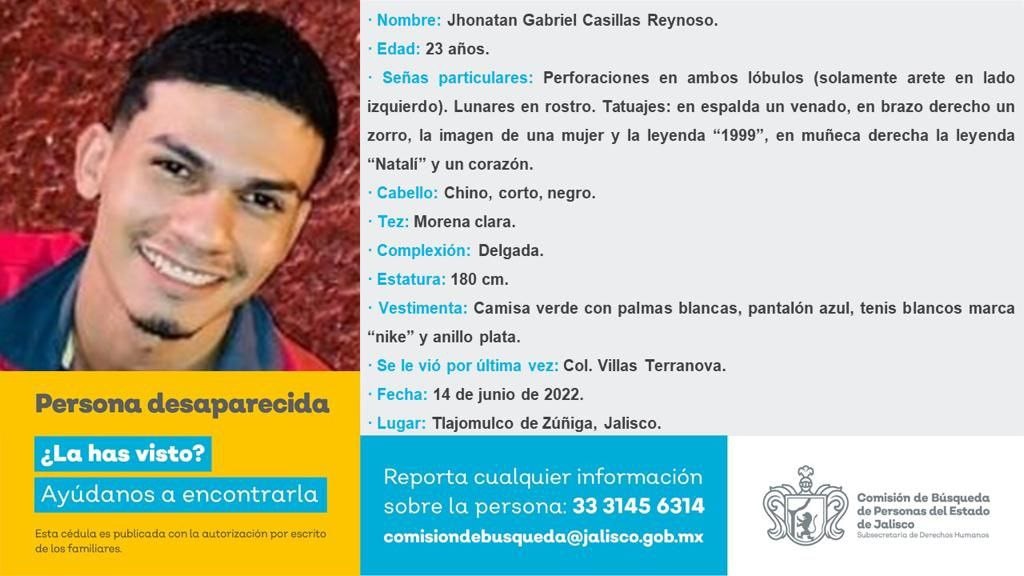 · Nombre: Jhonatan Gabriel Casillas Reynoso.
· Edad: 23 años.
· Señas particulares: Perforaciones en ambos lóbulos (solamente arete en lado
izquierdo). Lunares en rostro. Tatuajes: en espalda un venado, en brazo derecho un
zorro, la imagen de una mujer y la leyenda “1999”, en muñeca derecha la leyenda
“Natalí” y un corazón.
· Cabello: Chino, corto, negro.
· Tez: Morena clara.
· Complexión: Delgada.
· Estatura: 180 cm.
· Vestimenta: Camisa verde con palmas blancas, pantalón azul, tenis blancos marca
“nike” y anillo plata.
· Se le vió por última vez: Col. Villas Terranova.
· Fecha: 14 de junio de 2022.
· Lugar: Tlajomulco de Zúñiga, Jalisco.
Persona desaparecida
¿La has visto?
Ayúdanos a encontrarla
Esta cédula es publicada con la autorización por escrito
de los familiares.
Reporta cualquier información
sobre la persona: 33 3145 6314
comisiondebusqueda@jalisco.gob.mx
Comisión de Búsqueda
de Personas del Estado
de Jalisco
Subsecretaría de Derechos Humanos